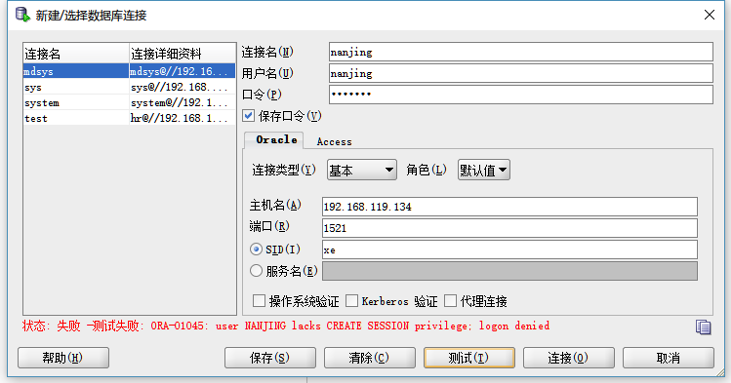 新建/选择数据库连接
连接名 连接详细资料
mdsys mdsys@//192.16...
sys sys@//192.168....
system system@//192.1...
test hr@//192.168.1...
连接名(N) nanjing
用户名(U) nanjing
口令(P) •••••••
保存口令(V)
Oracle Access
连接类型(Y) 基本 角色(L) 默认值
主机名(A) 192.168.119.134
端口(R) 1521
SID(I) xe
服务名(E)
操作系统验证 Kerberos 验证 代理连接
状态: 失败 -测试失败: ORA-01045: user NANJING lacks CREATE SESSION privilege; logon denied
帮助(H) 保存(S) 清除(C) 测试(T) 连接(O) 取消